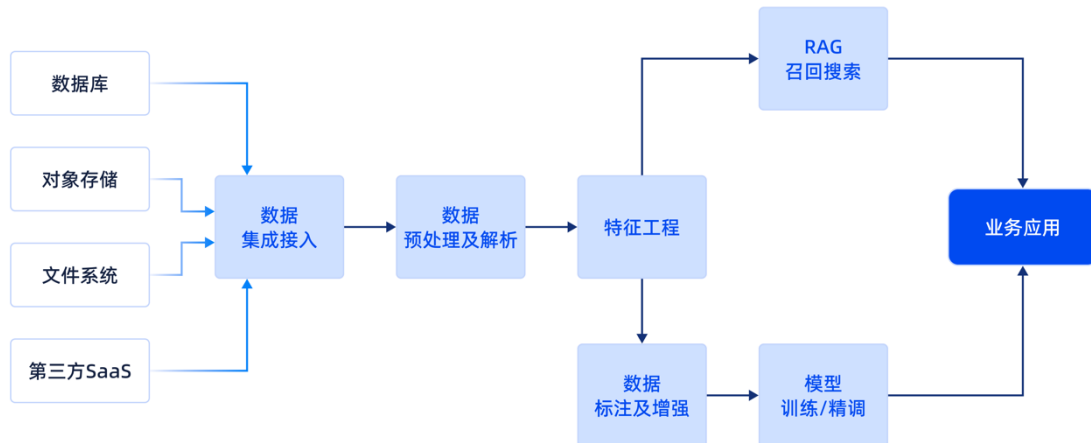 数据库
对象存储
文件系统
第三方SaaS
数据
集成接入
数据
预处理及解析
特征工程
RAG
召回搜索
数据
标注及增强
模型
训练/精调
业务应用